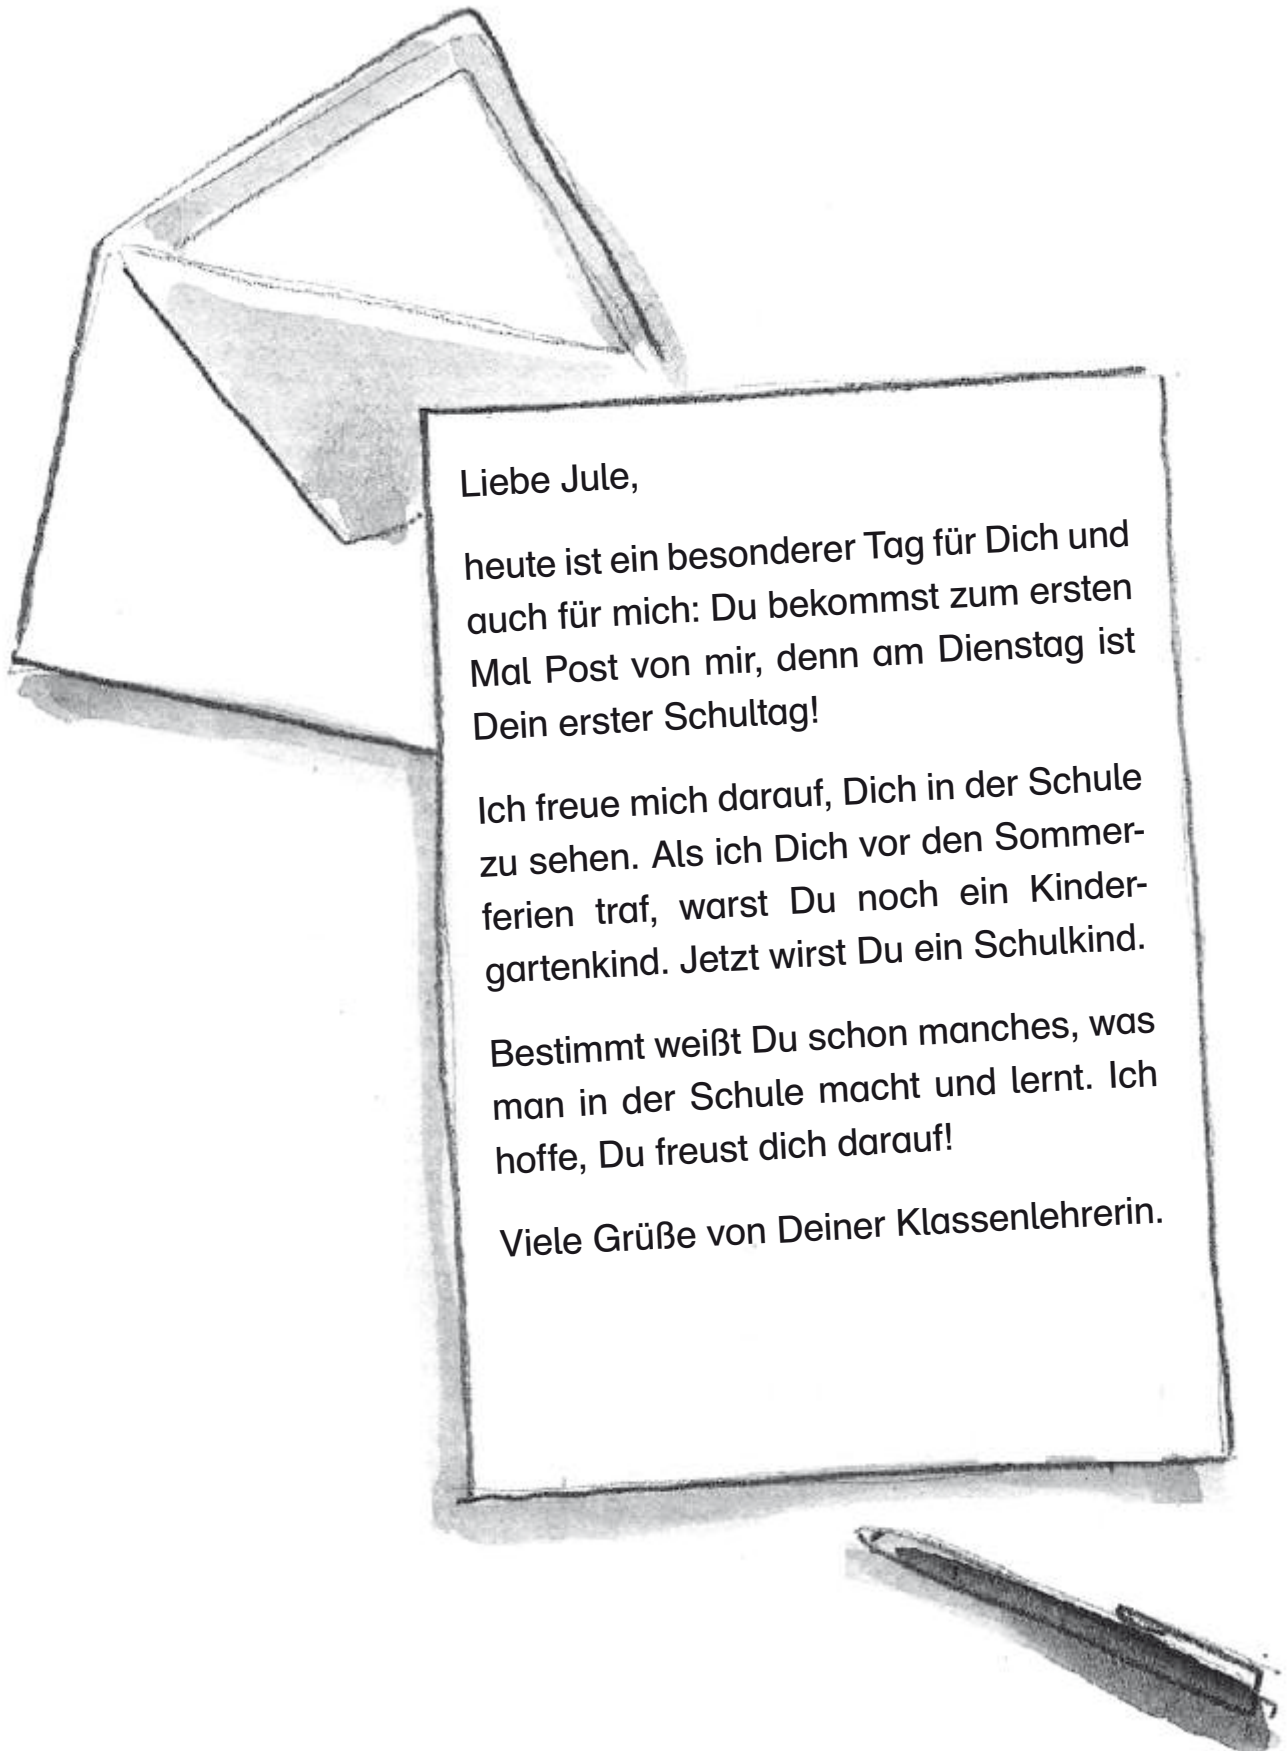 Liebe Jule,
heute ist ein besonderer Tag für Dich und
auch für mich: Du bekommst zum ersten
Mal Post von mir, denn am Dienstag ist
Dein erster Schultag!
Ich freue mich darauf, Dich in der Schule
zu sehen. Als ich Dich vor den Sommer-
ferien traf, warst Du noch ein Kinder-
gartenkind. Jetzt wirst Du ein Schulkind.
Bestimmt weißt Du schon manches, was
man in der Schule macht und lernt. Ich
hoffe, Du freust dich darauf!
Viele Grüße von Deiner Klassenlehrerin.